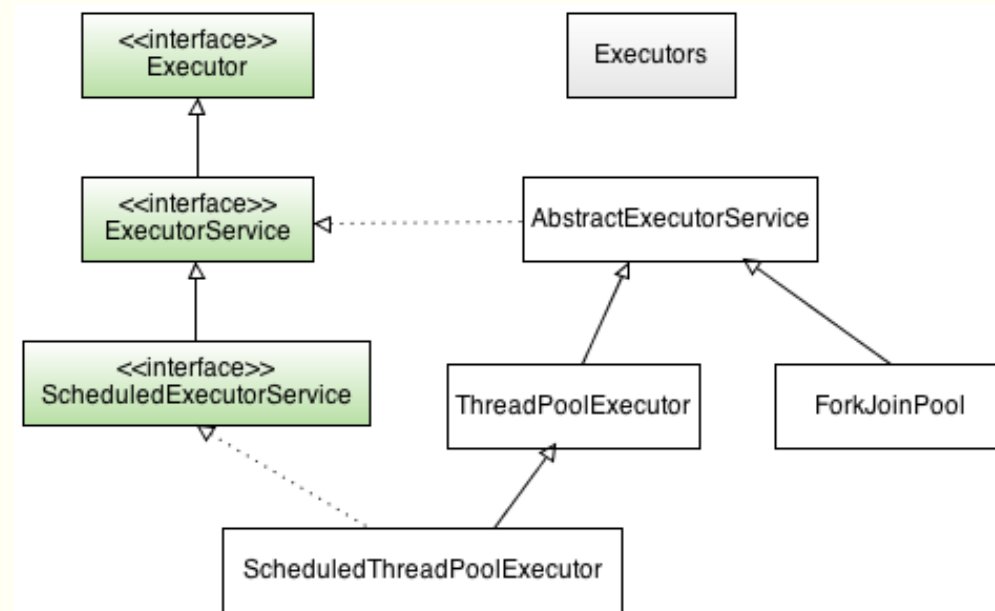 <<interface>>
Executor
Executors
<<interface>>
ExecutorService
AbstractExecutorService
<<interface>>
ScheduledExecutorService
ThreadPoolExecutor
ForkJoinPool
ScheduledThreadPoolExecutor